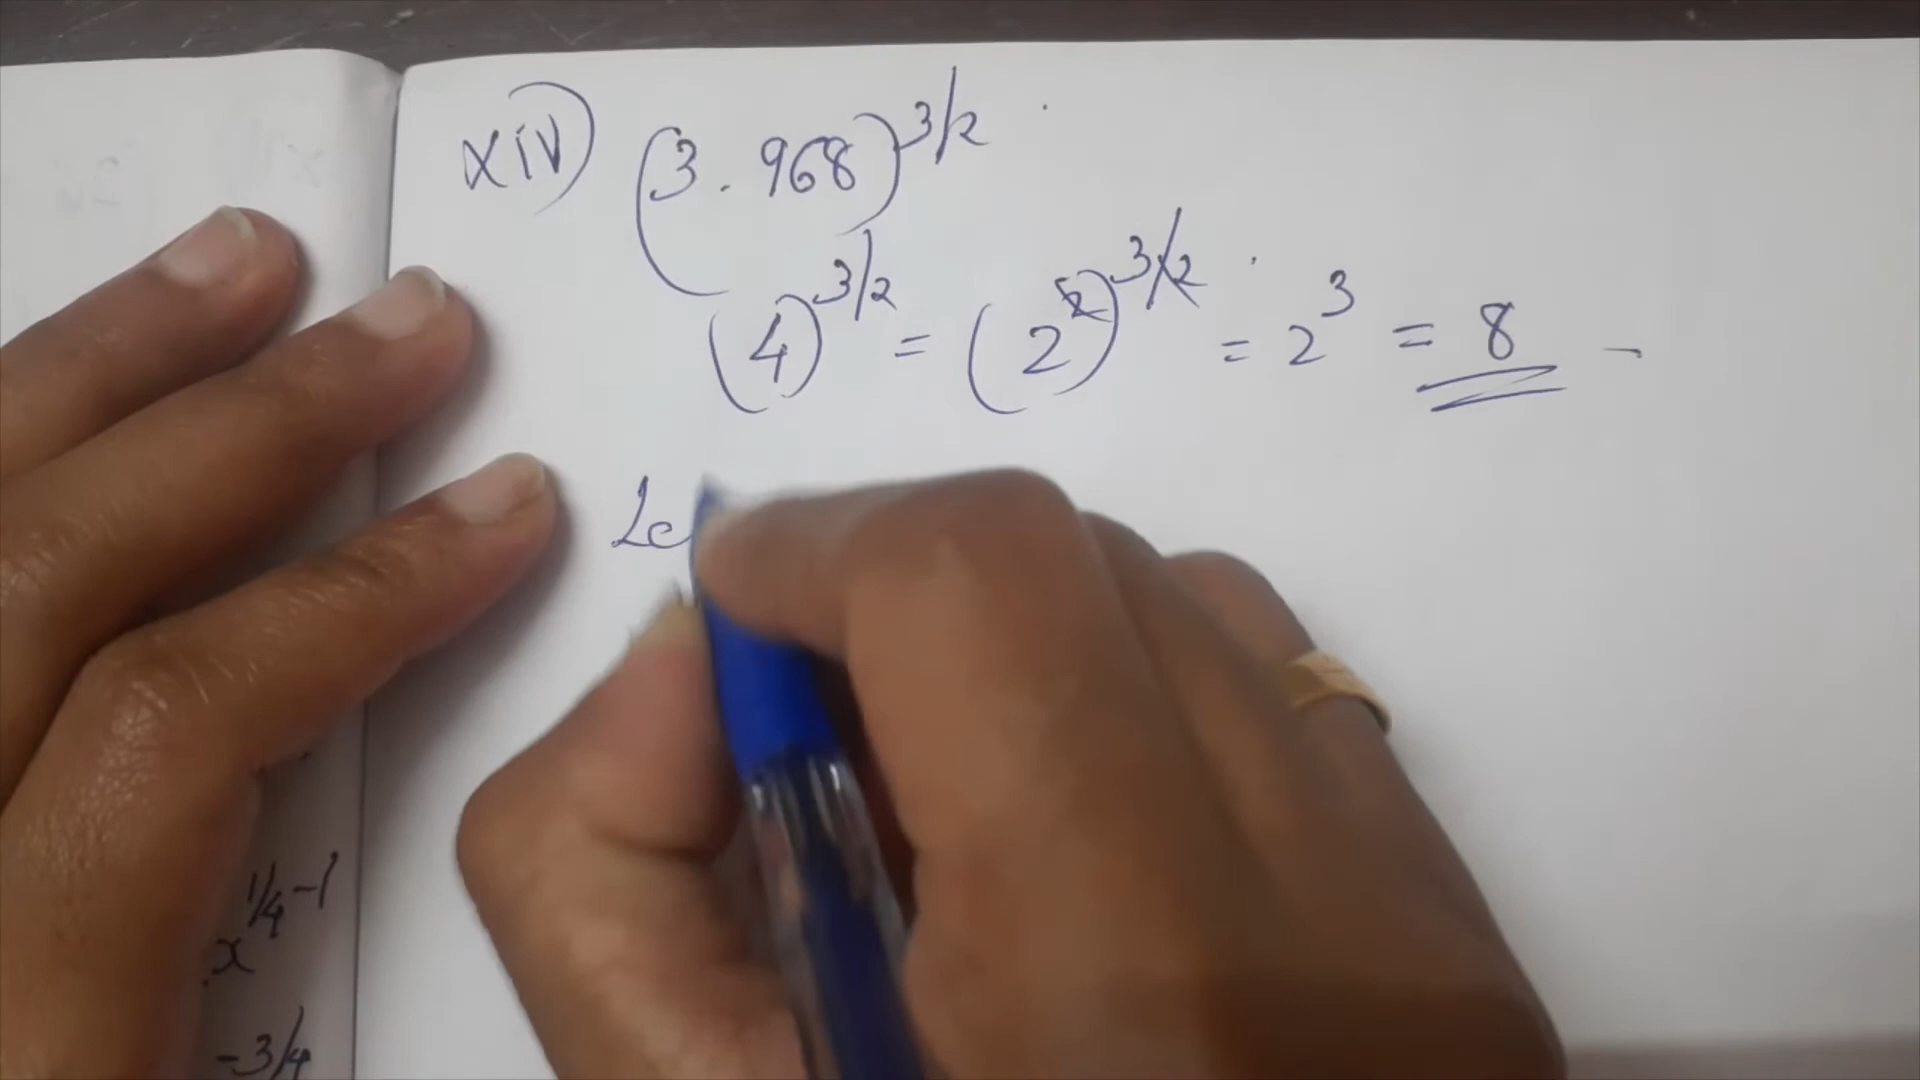 xiv) (3.968)^3/2
(4)^3/2 = (2^2)^3/2 = 2^3 = 8
Le
x^1/4-1
-3/4